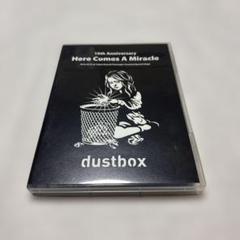 10th Anniversary
Here Comes A Miracle
dustbox